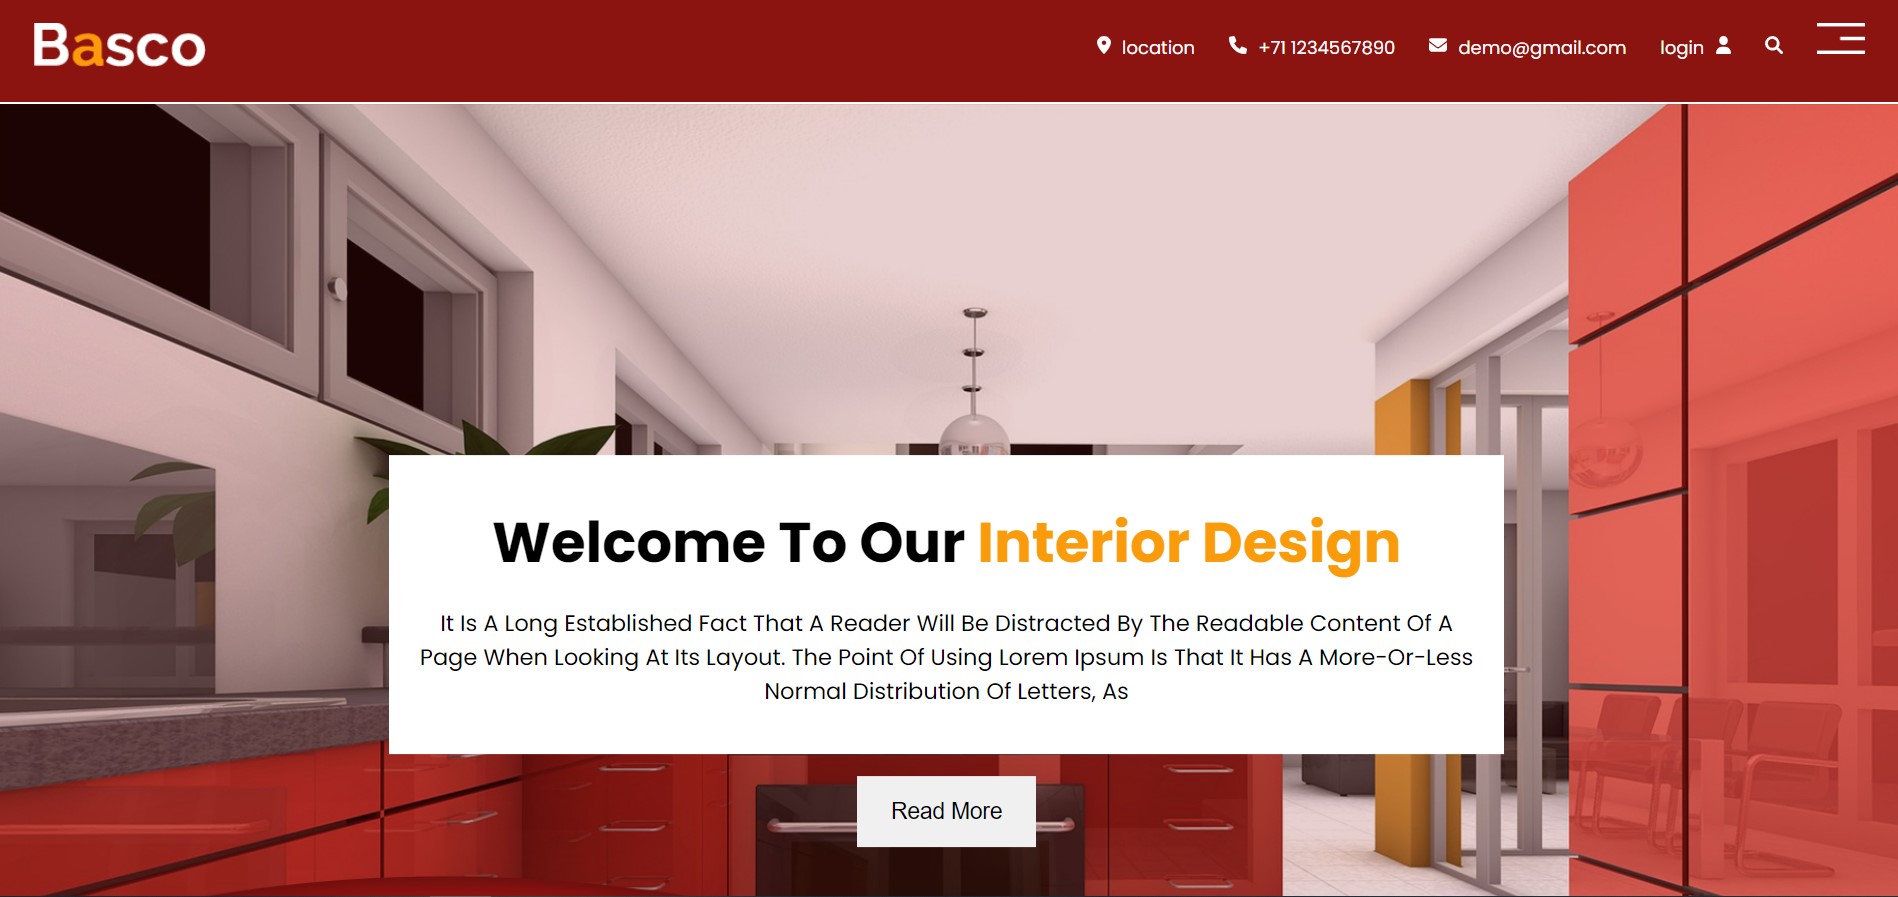 Basco
location +71 1234567890 demo@gmail.com login
Welcome To Our Interior Design
It Is A Long Established Fact That A Reader Will Be Distracted By The Readable Content Of A
Page When Looking At Its Layout. The Point Of Using Lorem Ipsum Is That It Has A More-Or-Less
Normal Distribution Of Letters, As
Read More